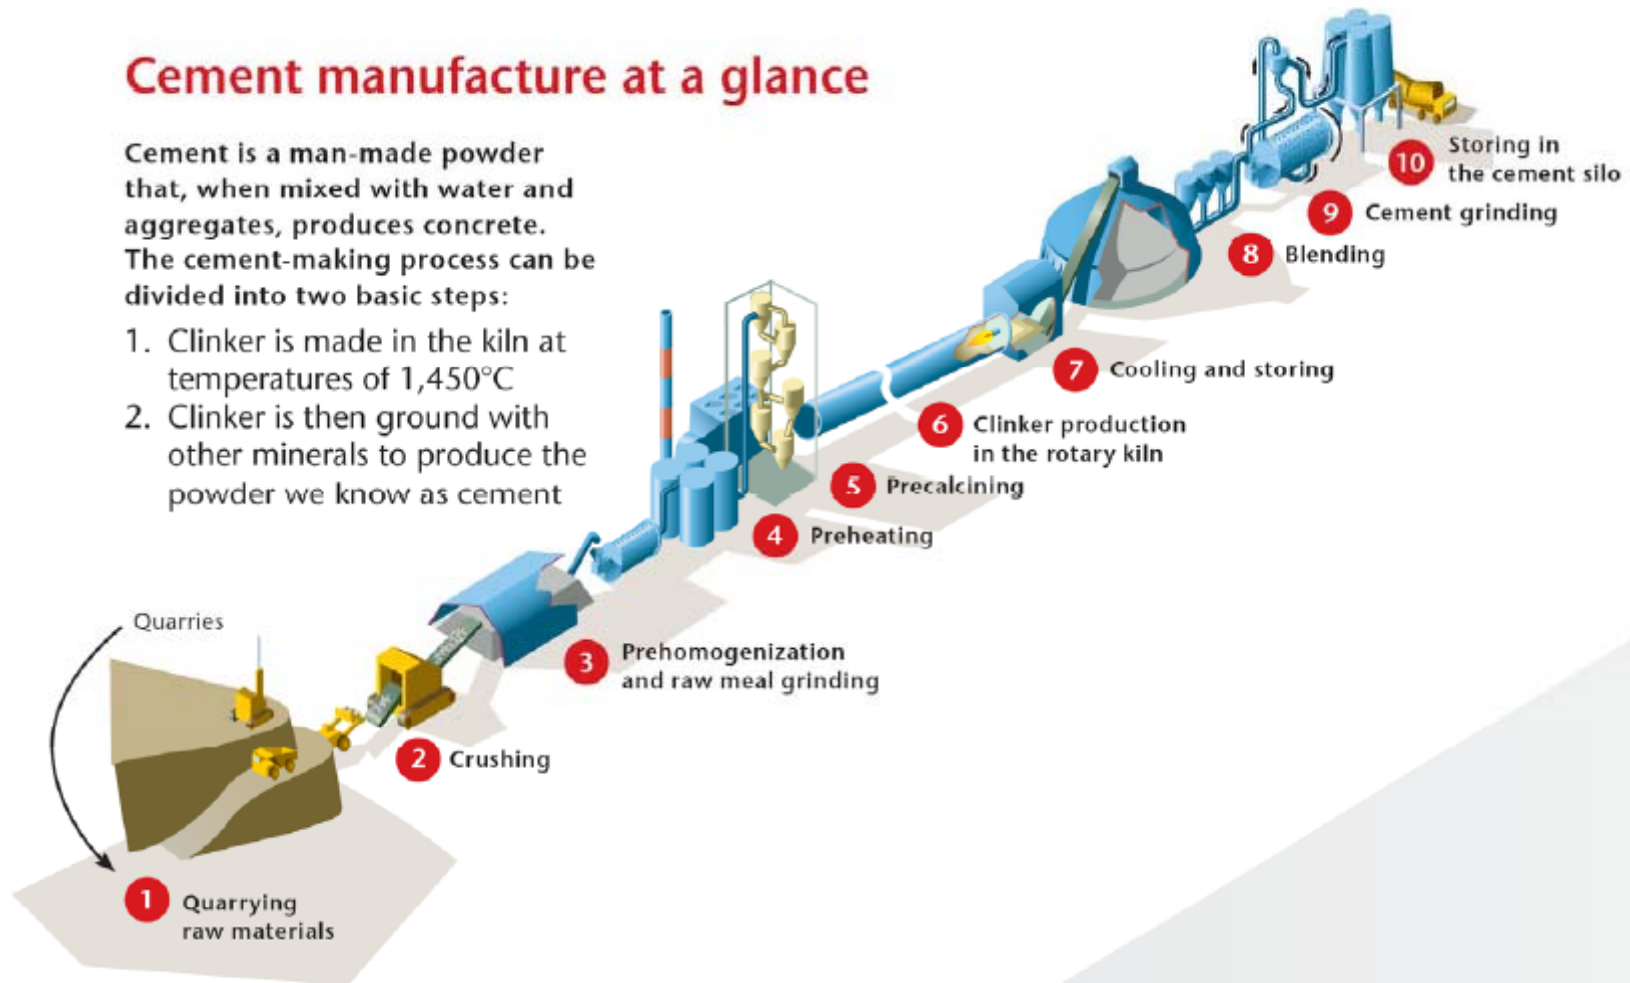 Cement manufacture at a glance
Cement is a man-made powder
that, when mixed with water and
aggregates, produces concrete.
The cement-making process can be
divided into two basic steps:
1. Clinker is made in the kiln at
temperatures of 1,450°C
2. Clinker is then ground with
other minerals to produce the
powder we know as cement
Quarries
1 Quarrying
raw materials
2 Crushing
3 Prehomogenization
and raw meal grinding
4 Preheating
5 Precalcining
6 Clinker production
in the rotary kiln
7 Cooling and storing
8 Blending
9 Cement grinding
10 Storing in
the cement silo